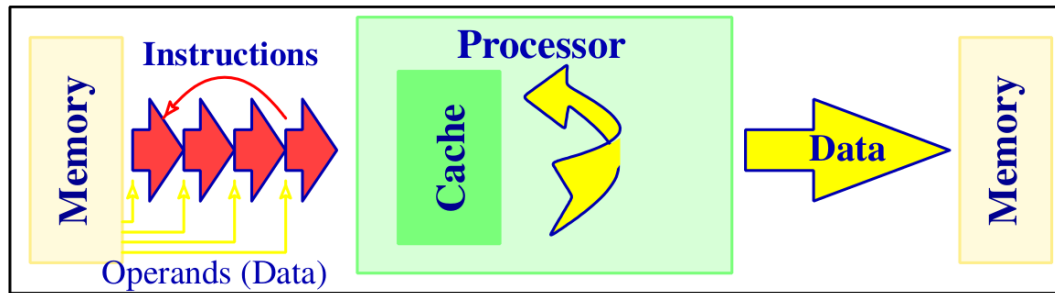 Memory
Instructions
Operands (Data)
Processor
Cache
Data
Memory